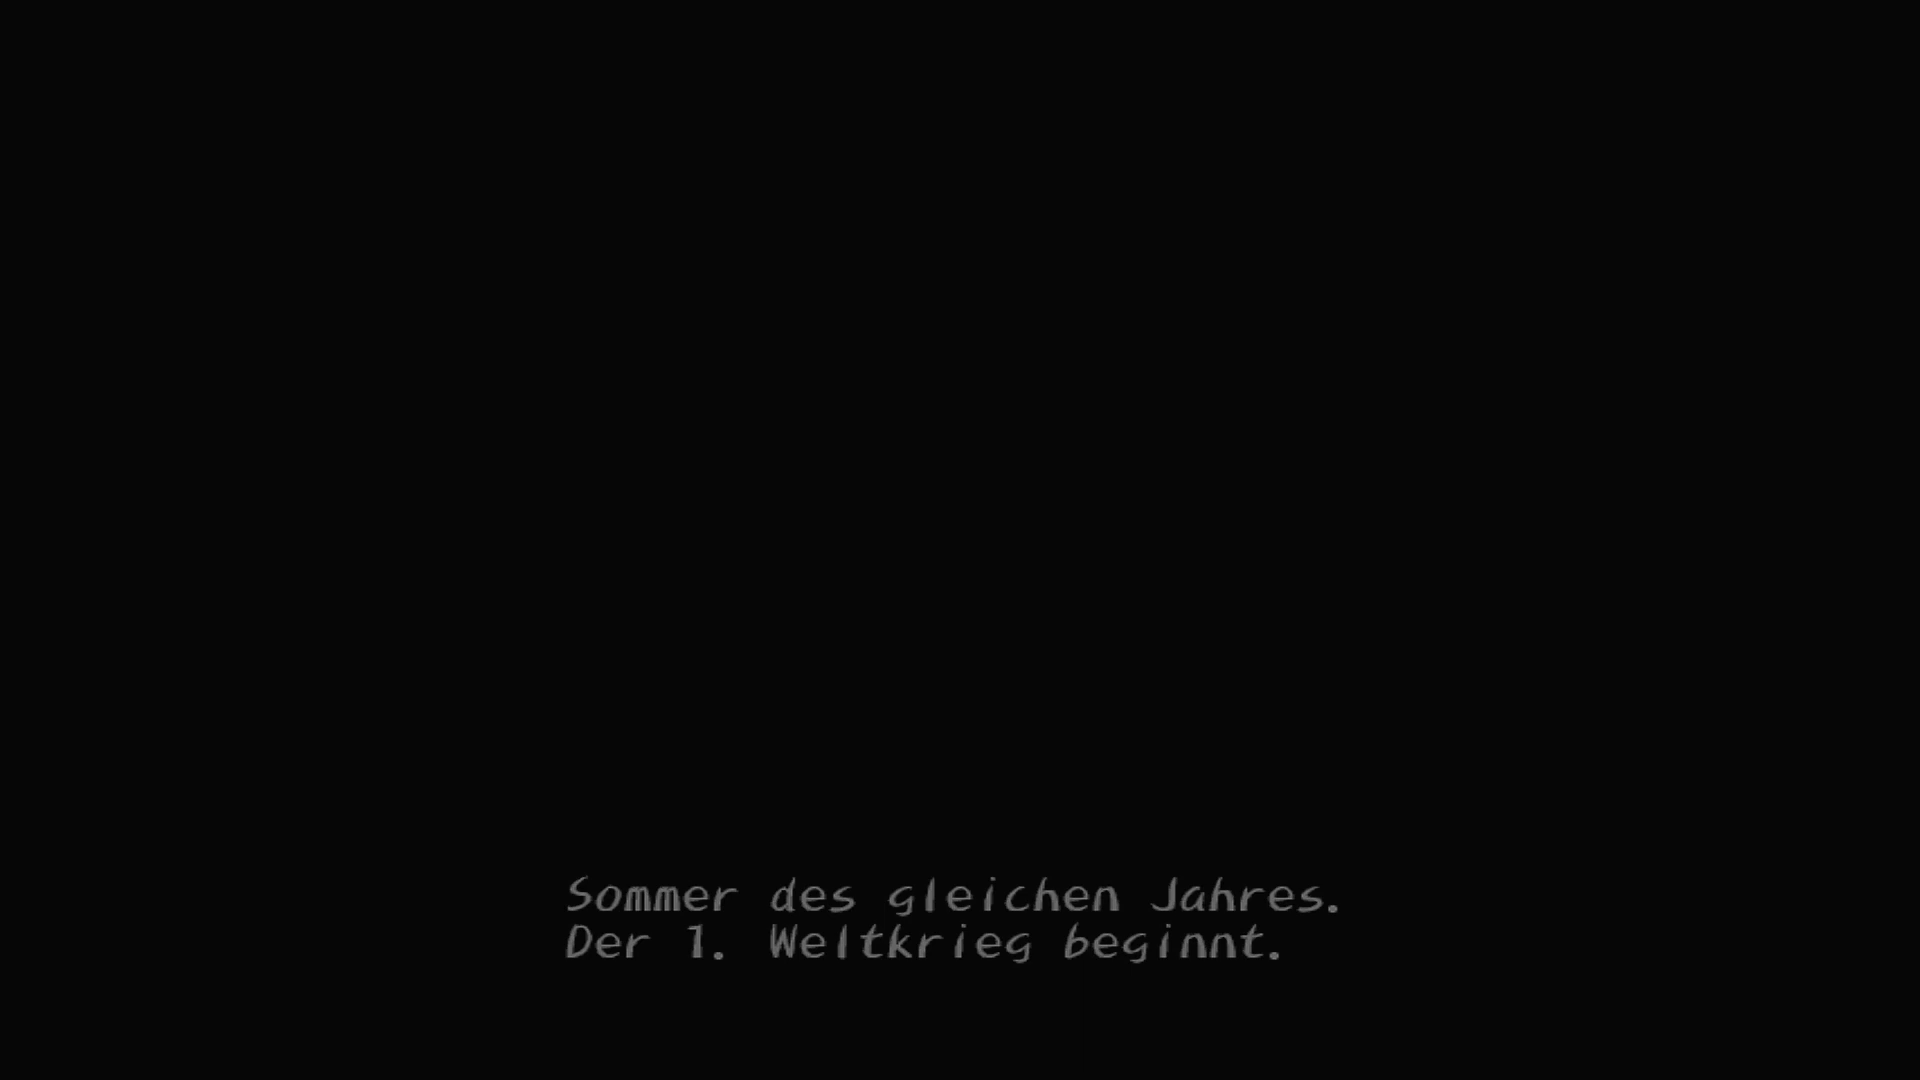 Sommer des gleichen Jahres.
Der 1. Weltkrieg beginnt.